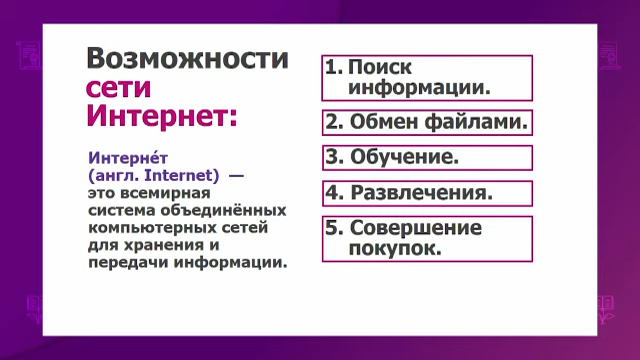 Возможности
сети
Интернет:
Интерне́т
(англ. Internet) —
это всемирная
система объединённых
компьютерных сетей
для хранения и
передачи информации.
1. Поиск
информации.
2. Обмен файлами.
3. Обучение.
4. Развлечения.
5. Совершение
покупок.